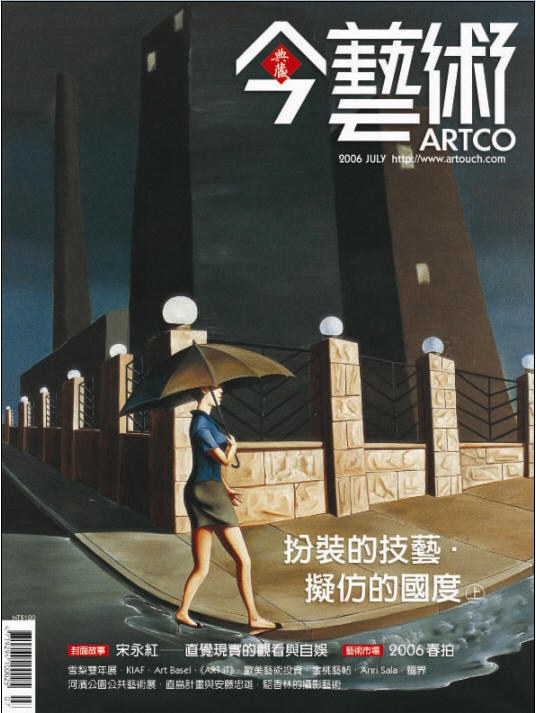 典藏
今藝術
ARTCO
2006 JULY http://www.artouch.com
扮裝的技藝·
擬仿的國度 上
NT$180
封面故事 宋永紅──直覺現實的觀看與自娛 藝術市場 2006春拍
雪梨雙年展·KIAF·Art Basel·《ART iT》·歐美藝術投資·蜜桃藝帖·Anri Sala·臨界
河濱公園公共藝術展·直島計畫與安藤忠雄·駱香林的攝影藝術